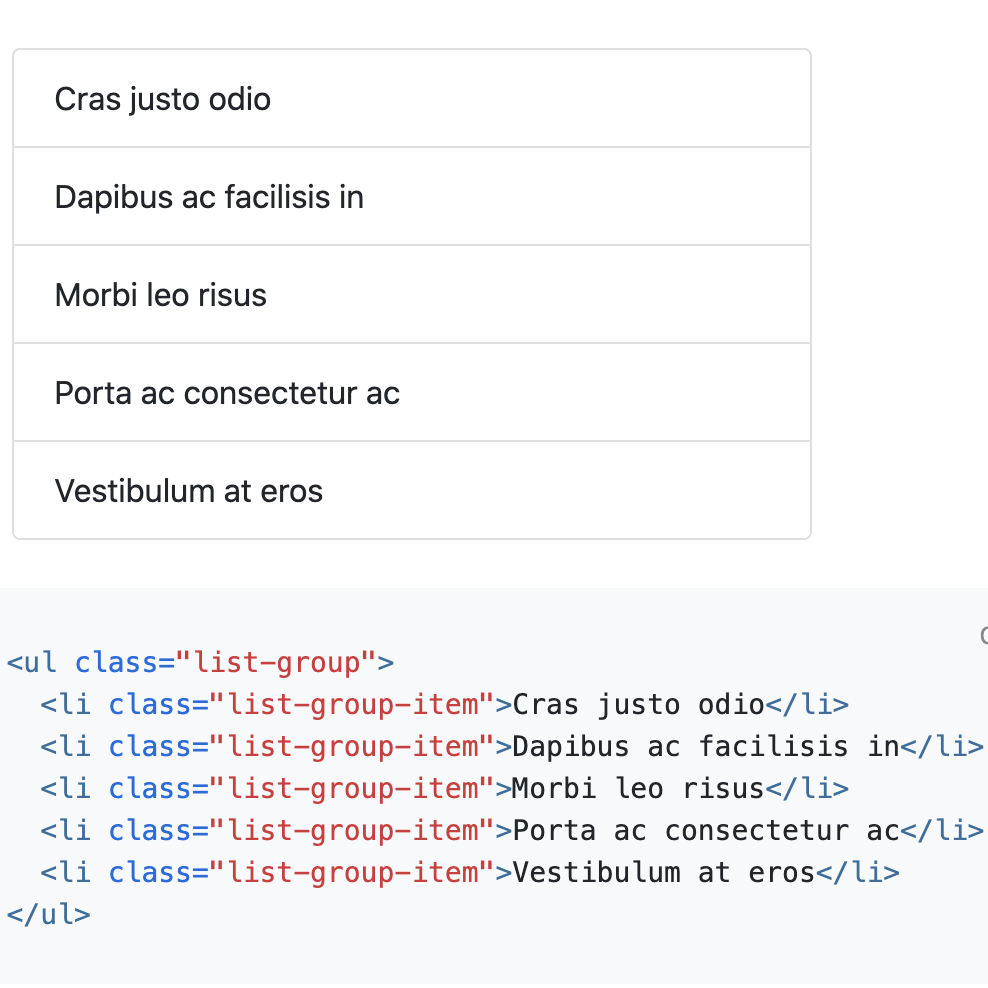 Cras justo odio
Dapibus ac facilisis in
Morbi leo risus
Porta ac consectetur ac
Vestibulum at eros
<ul class="list-group">
  <li class="list-group-item">Cras justo odio</li>
  <li class="list-group-item">Dapibus ac facilisis in</li>
  <li class="list-group-item">Morbi leo risus</li>
  <li class="list-group-item">Porta ac consectetur ac</li>
  <li class="list-group-item">Vestibulum at eros</li>
</ul>